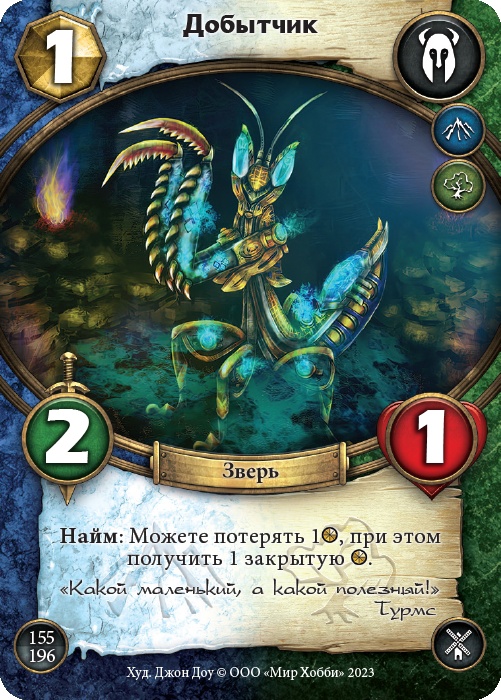 Добытчик
1
2
1
Зверь
Найм: Можете потерять 1, при этом
получить 1 закрытую .
«Какой маленький, а какой полезный!»
Турмс
155
196
Худ. Джон Доу © ООО «Мир Хобби» 2023